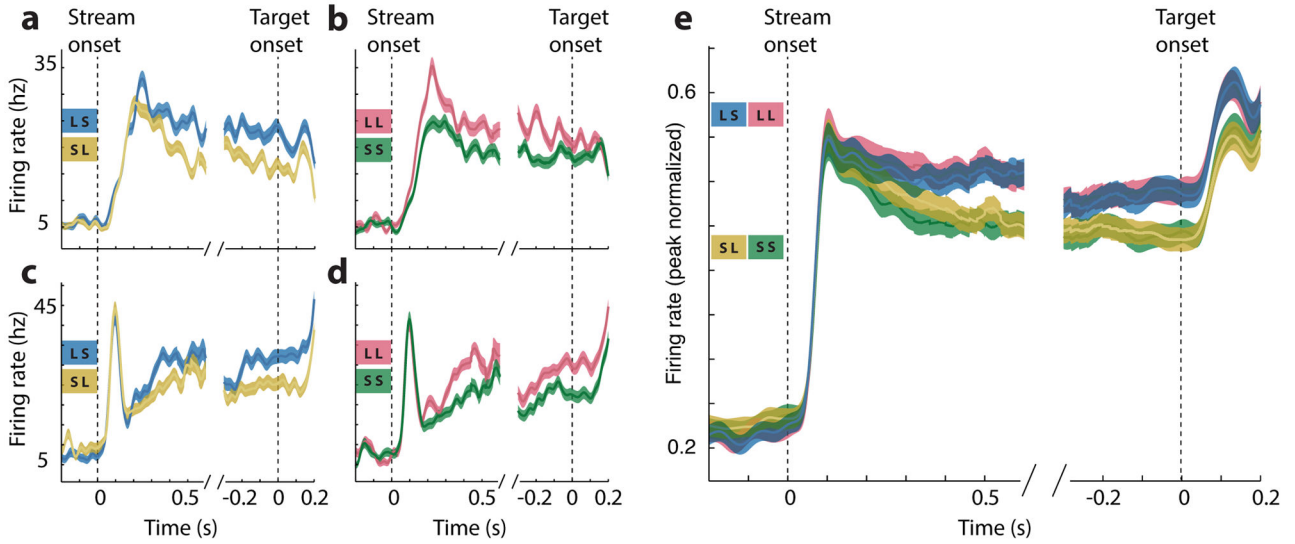 a Stream onset Target onset
Firing rate (hz)
35
LS
SL
5
b Stream onset Target onset
LL
SS
c
Firing rate (hz)
45
LS
SL
5
0 0.5 // -0.2 0 0.2
Time (s)
d
LL
SS
0 0.5 // -0.2 0 0.2
Time (s)
e
Stream onset Target onset
Firing rate (peak normalized)
0.6
LS LL
SL SS
0.2
0 0.5 // -0.2 0 0.2
Time (s)